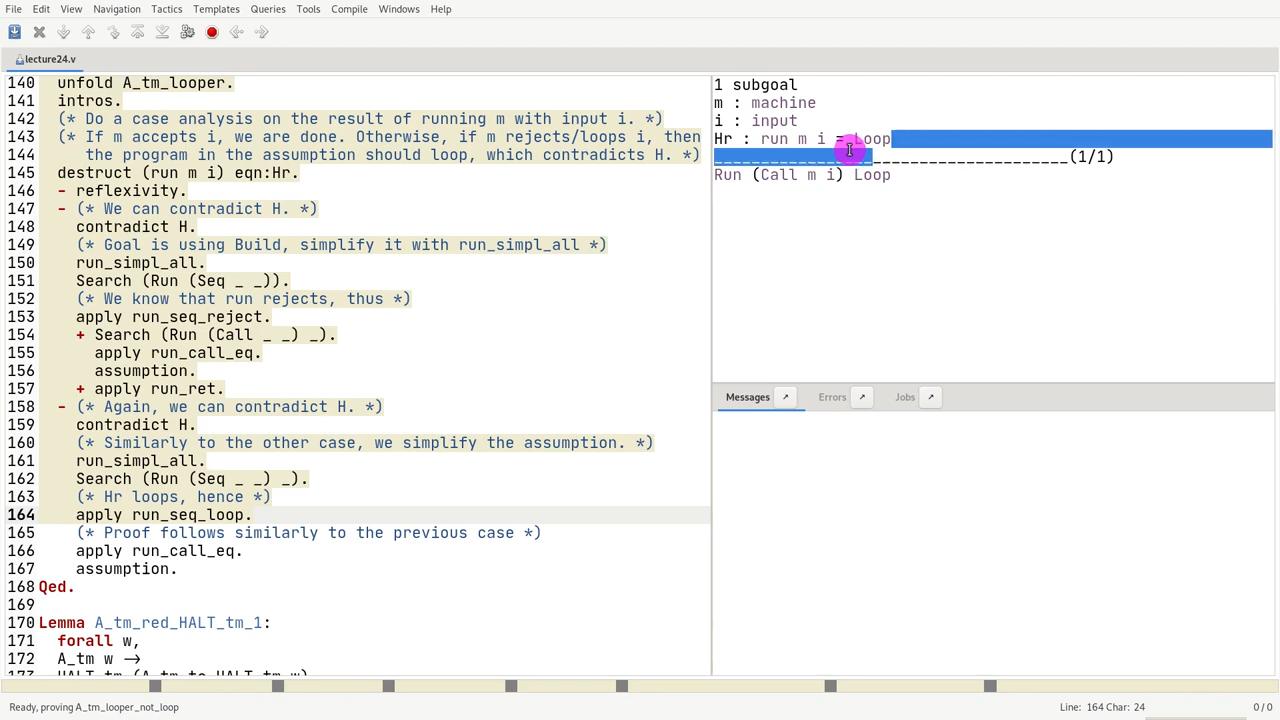 File Edit View Navigation Tactics Templates Queries Tools Compile Windows Help
lecture24.v
140 unfold A_tm_looper.
141 intros.
142 (* Do a case analysis on the result of running m with input i. *)
143 (* If m accepts i, we are done. Otherwise, if m rejects/loops i, then
144 the program in the assumption should loop, which contradicts H. *)
145 destruct (run m i) eqn:Hr.
146 - reflexivity.
147 - (* We can contradict H. *)
148 contradict H.
149 (* Goal is using Build, simplify it with run_simpl_all *)
150 run_simpl_all.
151 Search (Run (Seq _ _)).
152 (* We know that run rejects, thus *)
153 apply run_seq_reject.
154 + Search (Run (Call _ _) _).
155 apply run_call_eq.
156 assumption.
157 + apply run_ret.
158 - (* Again, we can contradict H. *)
159 contradict H.
160 (* Similarly to the other case, we simplify the assumption. *)
161 run_simpl_all.
162 Search (Run (Seq _ _) _).
163 (* Hr loops, hence *)
164 apply run_seq_loop.
165 (* Proof follows similarly to the previous case *)
166 apply run_call_eq.
167 assumption.
168 Qed.
169
170 Lemma A_tm_red_HALT_tm_1:
171 forall w,
172 A_tm w →
173 HALT_tm (A_tm_to_HALT_tm w)
1 subgoal
m : machine
i : input
Hr : run m i = Loop
______________________________________(1/1)
Run (Call m i) Loop
Messages ↗ Errors ↗ Jobs ↗
Ready, proving A_tm_looper_not_loop
Line: 164 Char: 24
0 / 0